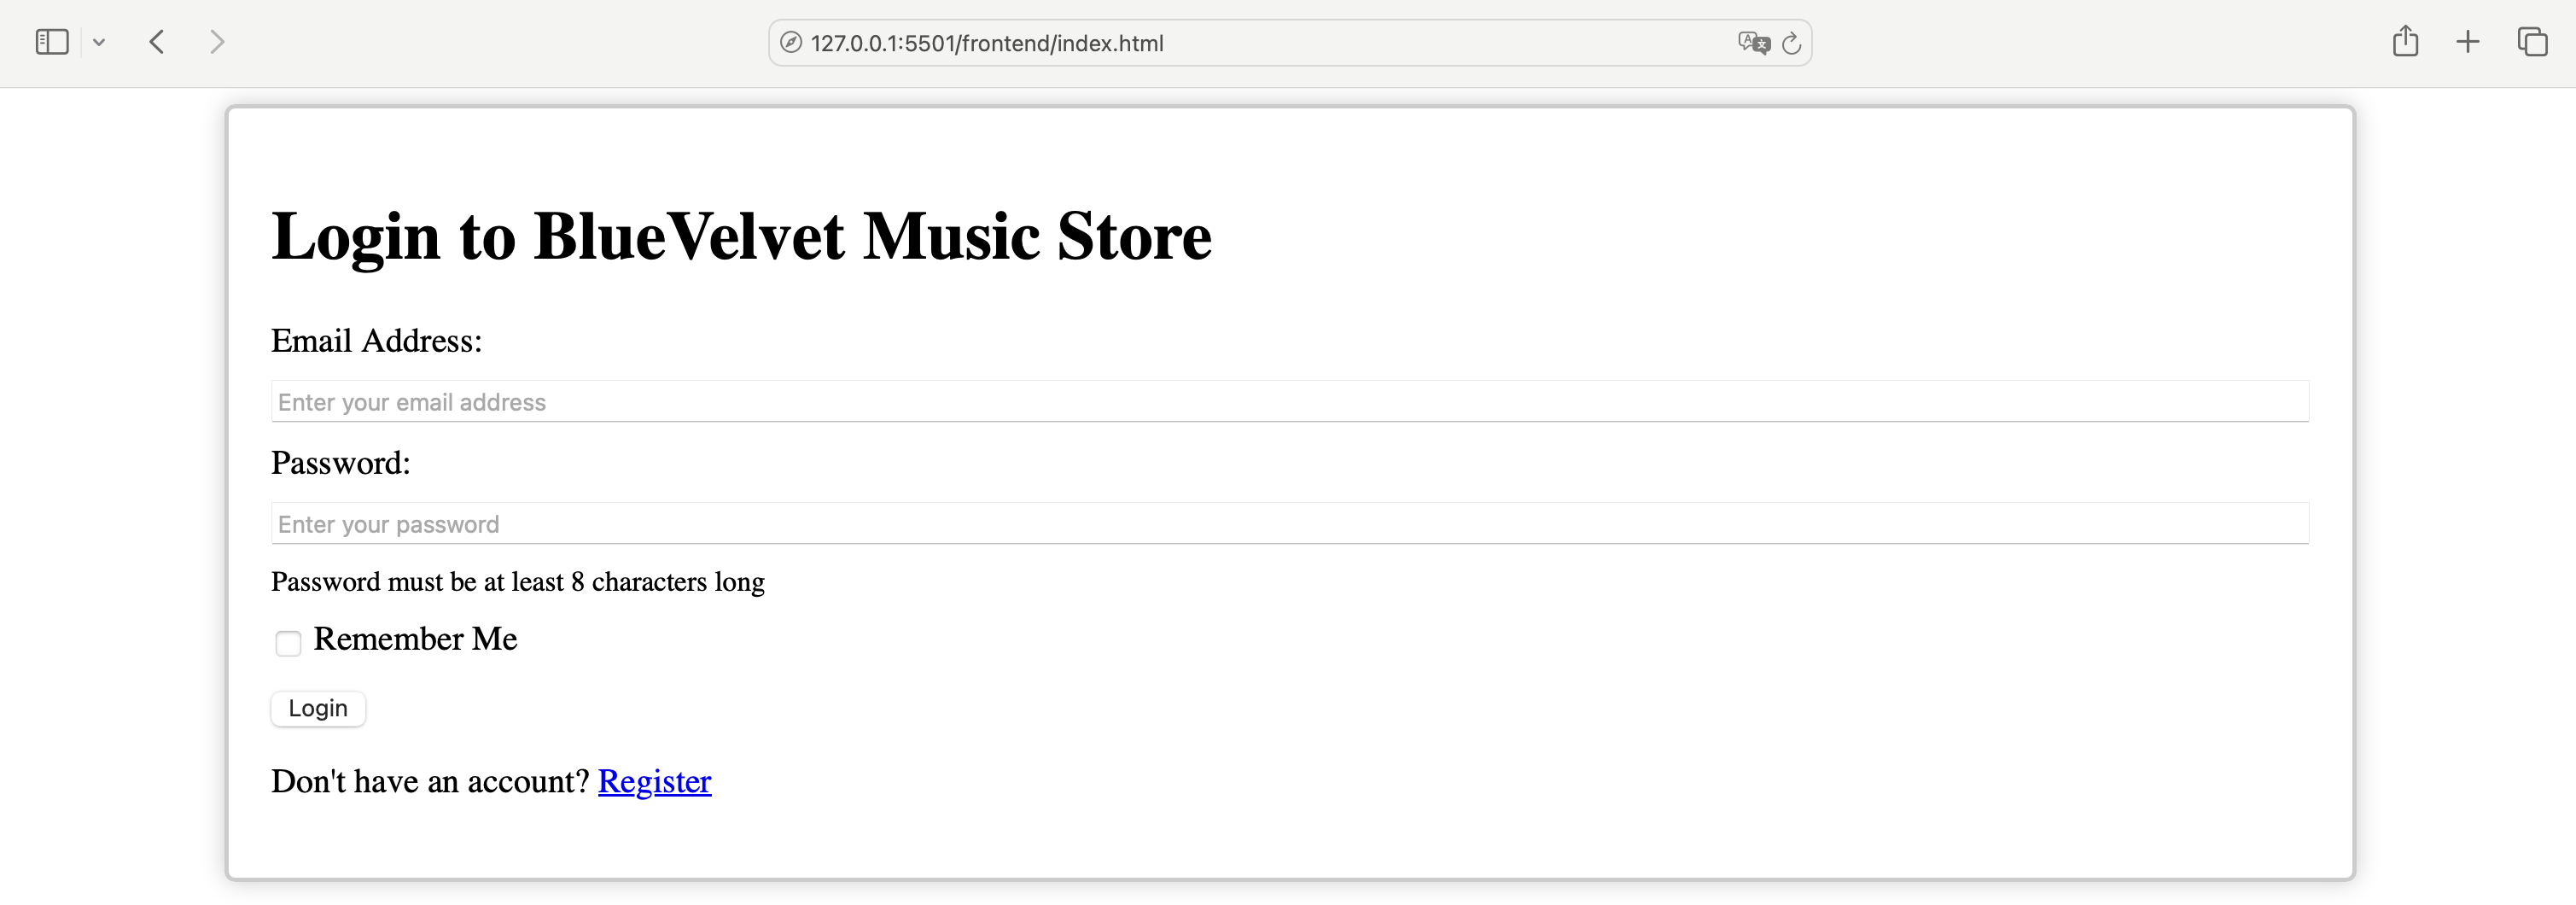 127.0.0.1:5501/frontend/index.html
Login to BlueVelvet Music Store
Email Address:
Enter your email address
Password:
Enter your password
Password must be at least 8 characters long
Remember Me
Login
Don't have an account? Register